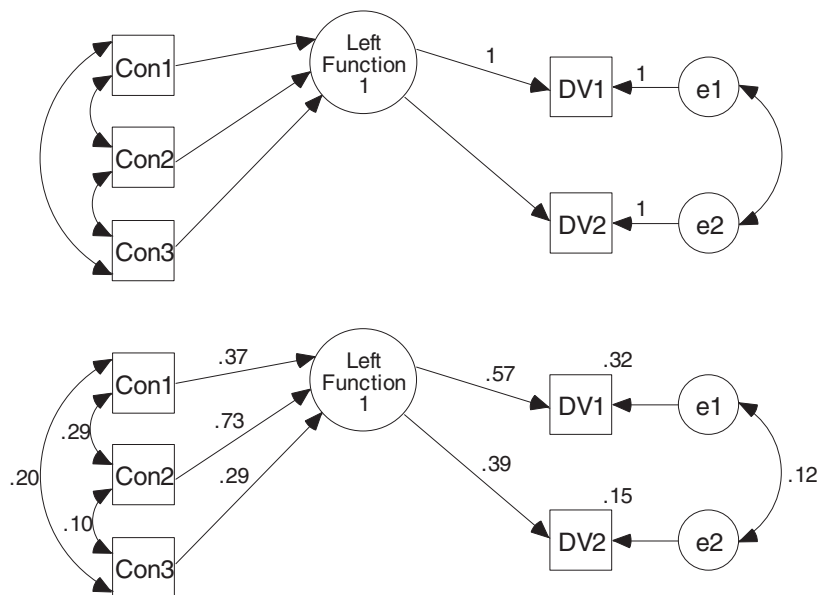 Con1
Con2
Con3
Left
Function
1
1
DV1
1
e1
DV2
1
e2
Con1
Con2
Con3
.29
.20
.10
.37
.73
.29
Left
Function
1
.57
.39
.32
DV1
e1
.15
DV2
e2
.12